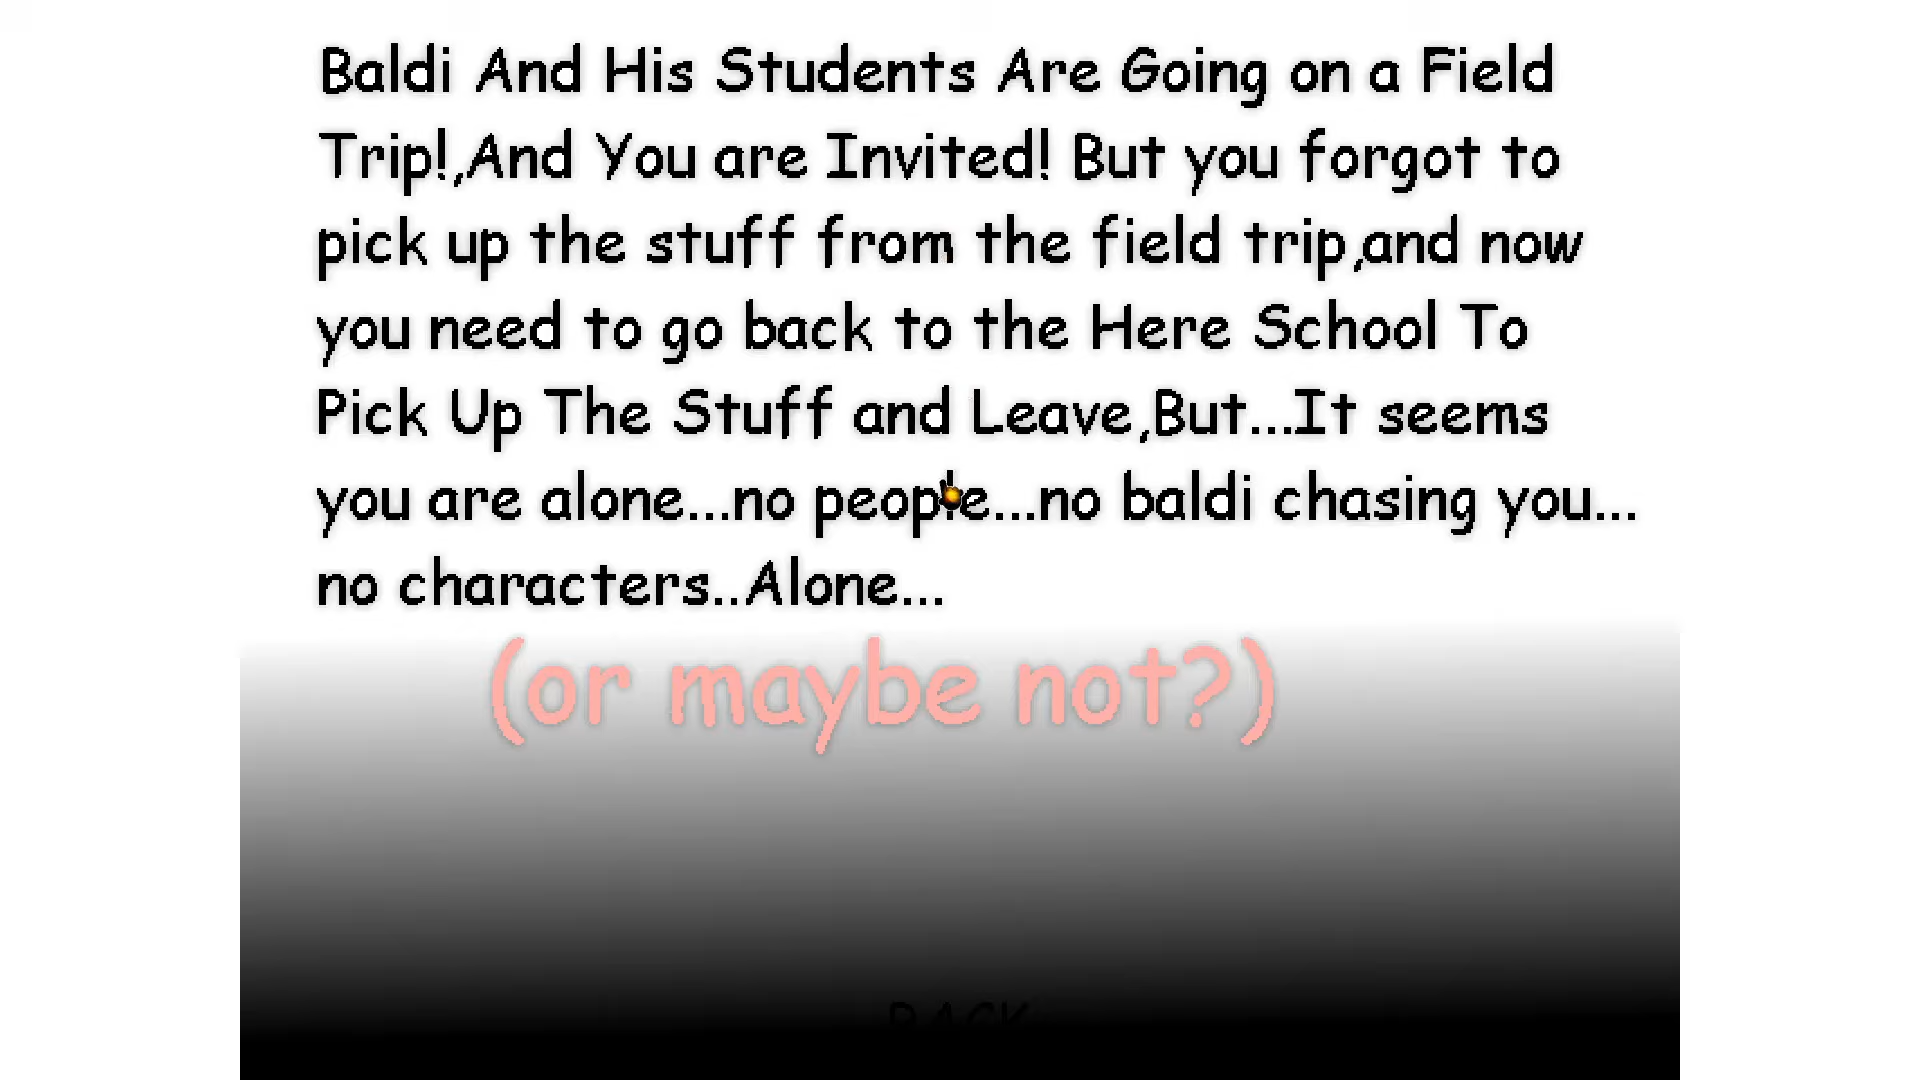 Baldi And His Students Are Going on a Field
Trip!,And You are Invited! But you forgot to
pick up the stuff from the field trip,and now
you need to go back to the Here School To
Pick Up The Stuff and Leave,But...It seems
you are alone...no people...no baldi chasing you...
no characters..Alone...
(or maybe not?)
BACK